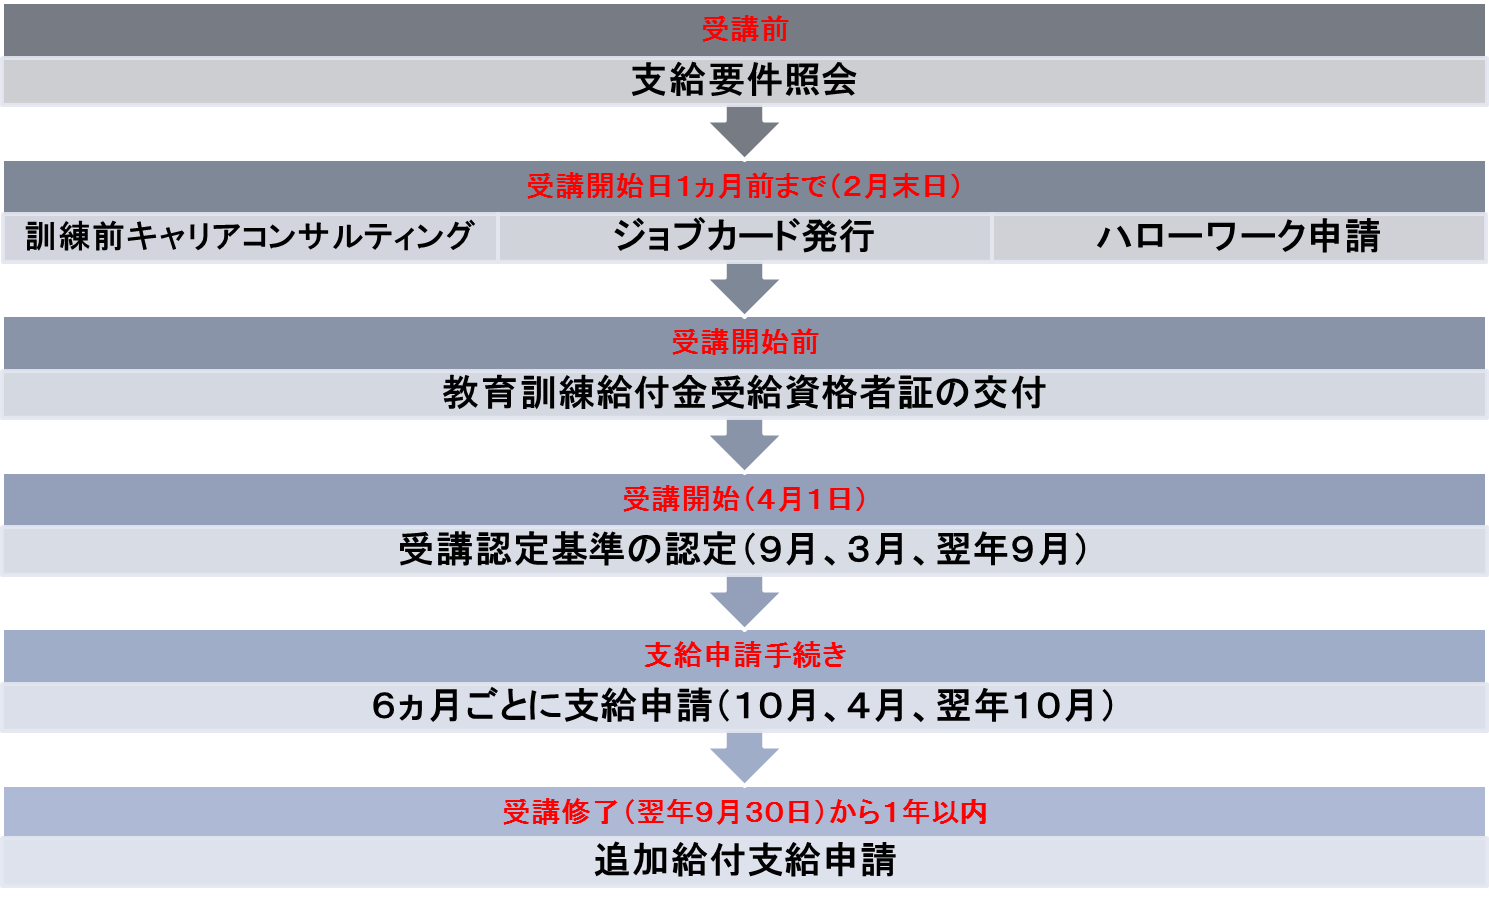 受講前
支給要件照会
受講開始日1ヵ月前まで（2月末日）
訓練前キャリアコンサルティング
ジョブカード発行
ハローワーク申請
受講開始前
教育訓練給付金受給資格者証の交付
受講開始（4月1日）
受講認定基準の認定（9月、3月、翌年9月）
支給申請手続き
6ヵ月ごとに支給申請（10月、4月、翌年10月）
受講修了（翌年9月30日）から1年以内
追加給付支給申請